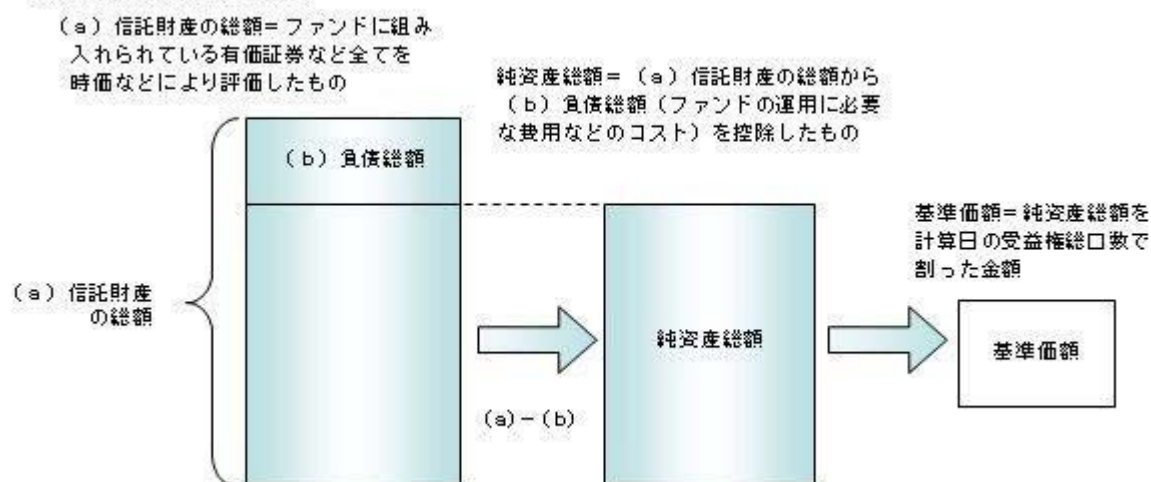 (a)信託財産の総額=ファンドに組み
入れられている有価証券など全てを
時価などにより評価したもの
純資産総額=(a)信託財産の総額から
(b)負債総額(ファンドの運用に必要
な費用などのコスト)を控除したもの
(b)負債総額
基準価額=純資産総額を
計算日の受益権総口数で
割った金額
(a)信託財産
の総額
純資産総額
基準価額
(a)-(b)